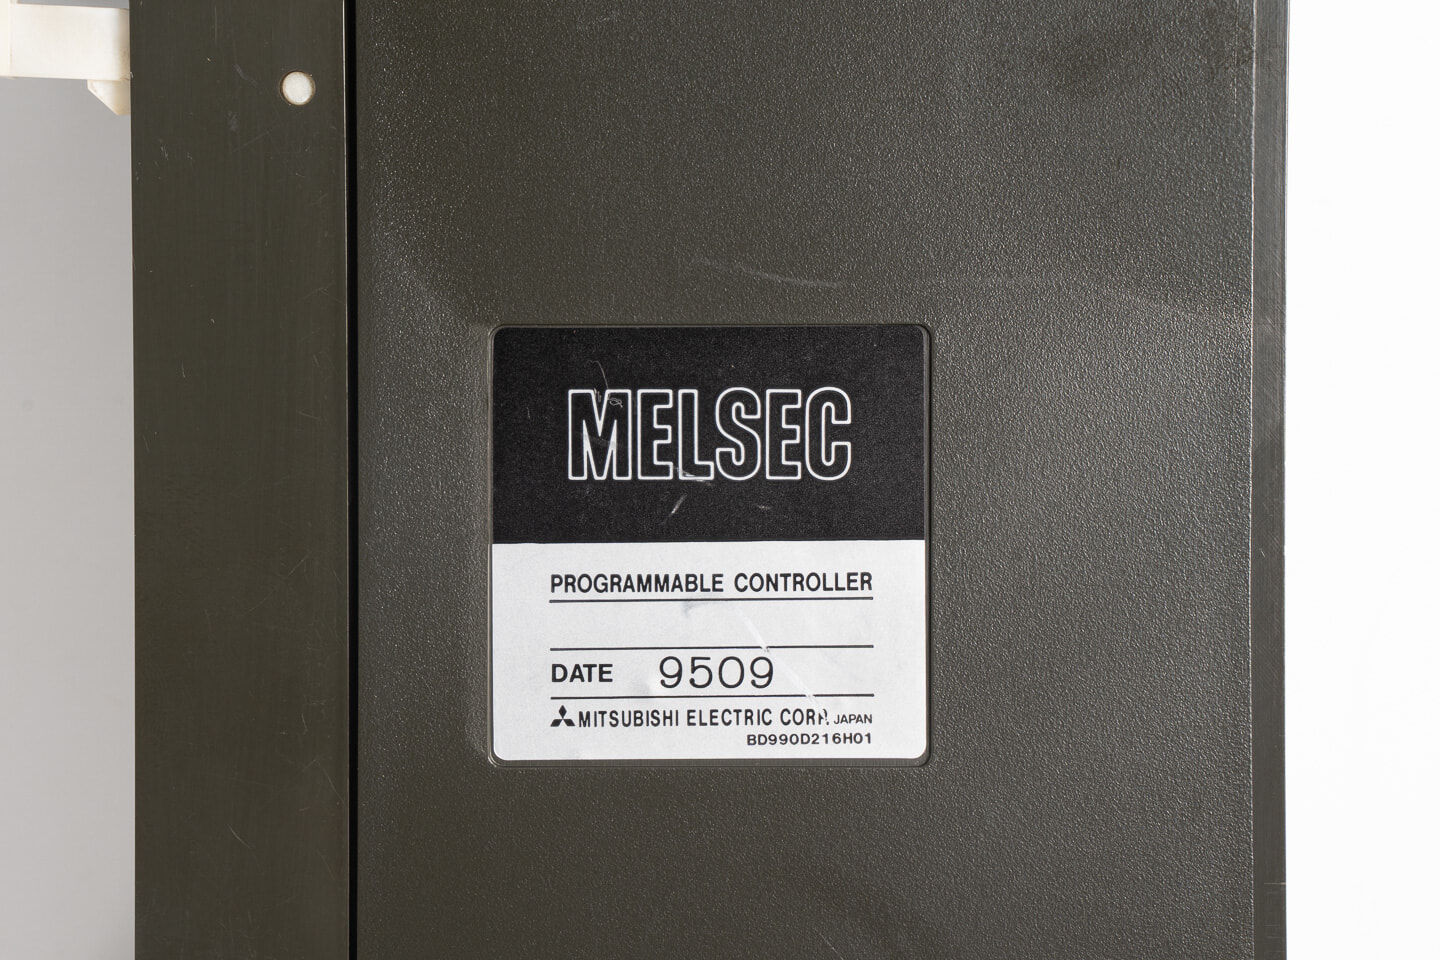 MELSEC
PROGRAMMABLE CONTROLLER
DATE 9509
MITSUBISHI ELECTRIC CORP. JAPAN
BD990D216H01